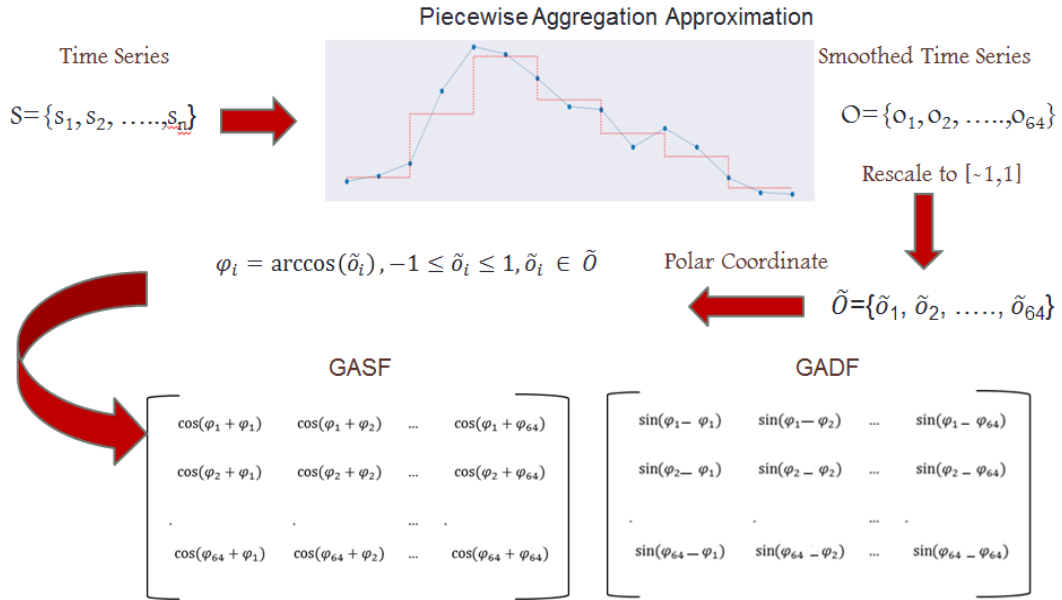 Piecewise Aggregation Approximation
Time Series
Smoothed Time Series
S={s₁, s₂, …..,sₙ}
O={o₁,o₂, …..,o₆₄}
Rescale to [~1,1]
φᵢ = arccos(õᵢ), −1 ≤ õᵢ ≤ 1, õᵢ ∈ Õ
Polar Coordinate
Õ={õ₁, õ₂, ….., õ₆₄}
GASF
GADF
cos(φ₁ + φ₁) cos(φ₁ + φ₂) … cos(φ₁ + φ₆₄)
cos(φ₂ + φ₁) cos(φ₂ + φ₂) … cos(φ₂ + φ₆₄)
. . … .
cos(φ₆₄ + φ₁) cos(φ₆₄ + φ₂) … cos(φ₆₄ + φ₆₄)
sin(φ₁− φ₁) sin(φ₁− φ₂) … sin(φ₁ − φ₆₄)
sin(φ₂− φ₁) sin(φ₂ − φ₂) … sin(φ₂ − φ₆₄)
. . … .
sin(φ₆₄− φ₁) sin(φ₆₄ − φ₂) … sin(φ₆₄ − φ₆₄)